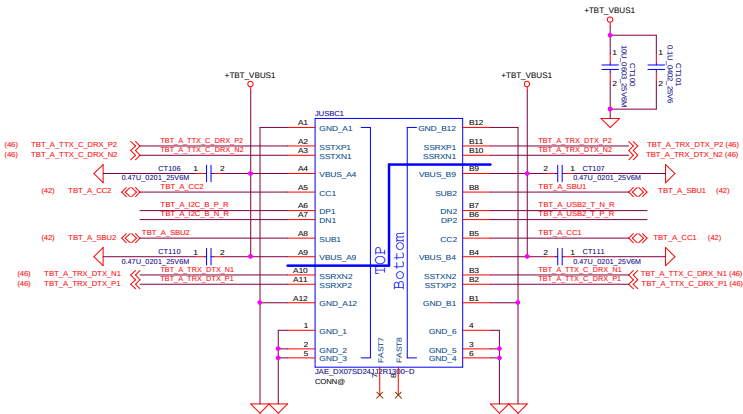 +TBT_VBUS1
1
2
10U_0603_25V6M
CT100
1
2
0.1U_0402_25V6
CT101
+TBT_VBUS1
+TBT_VBUS1
JUSBC1
A1
GND_A1
GND_B12
B12
(46) TBT_A_TTX_C_DRX_P2
TBT_A_TTX_C_DRX_P2
A2
SSTXP1
SSRXP1
B11
TBT_A_TRX_DTX_P2
TBT_A_TRX_DTX_P2 (46)
(46) TBT_A_TTX_C_DRX_N2
TBT_A_TTX_C_DRX_N2
A3
SSTXN1
SSRXN1
B10
TBT_A_TRX_DTX_N2
TBT_A_TRX_DTX_N2 (46)
CT106 1 2
0.47U_0201_25V6M
A4
VBUS_A4
VBUS_B9
B9
1 2 CT107
0.47U_0201_25V6M
(42) TBT_A_CC2
TBT_A_CC2
A5
CC1
SUB2
B8
TBT_A_SBU1
TBT_A_SBU1 (42)
TBT_A_I2C_B_P_R
A6
DP1
DN2
B7
TBT_A_USB2_T_N_R
TBT_A_I2C_B_N_R
A7
DN1
DP2
B6
TBT_A_USB2_T_P_R
(42) TBT_A_SBU2
TBT_A_SBU2
A8
SUB1
CC2
B5
TBT_A_CC1
TBT_A_CC1 (42)
CT110 1 2
0.47U_0201_25V6M
A9
VBUS_A9
VBUS_B4
B4
1 2 CT111
0.47U_0201_25V6M
TOP
Bottom
(46) TBT_A_TRX_DTX_N1
TBT_A_TRX_DTX_N1
A10
SSRXN2
SSTXN2
B3
TBT_A_TTX_C_DRX_N1
TBT_A_TTX_C_DRX_N1 (46)
(46) TBT_A_TRX_DTX_P1
TBT_A_TRX_DTX_P1
A11
SSRXP2
SSTXP2
B2
TBT_A_TTX_C_DRX_P1
TBT_A_TTX_C_DRX_P1 (46)
A12
GND_A12
GND_B1
B1
1
GND_1
GND_6
4
2
GND_2
GND_5
3
5
GND_3
GND_4
6
FAST7
FAST8
7
8
CONN@